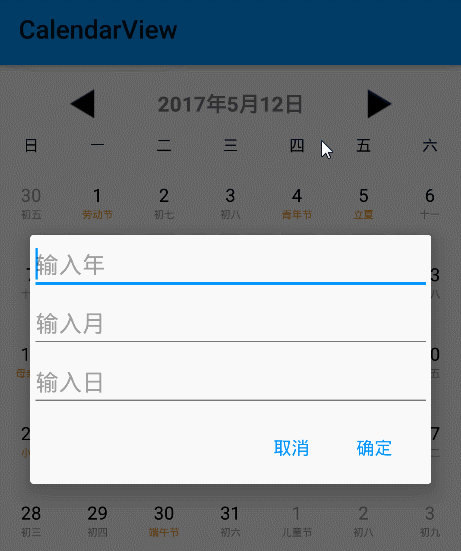 CalendarView
2017年5月12日
日 一 二 三 四 五 六
30 1 2 3 4 5 6
初五 劳动节 初七 初八 青年节 立夏 十一
输入年
输入月
输入日
取消 确定
28 29 30 31 1 2 3
初三 初四 端午节 初六 儿童节 初八 初九